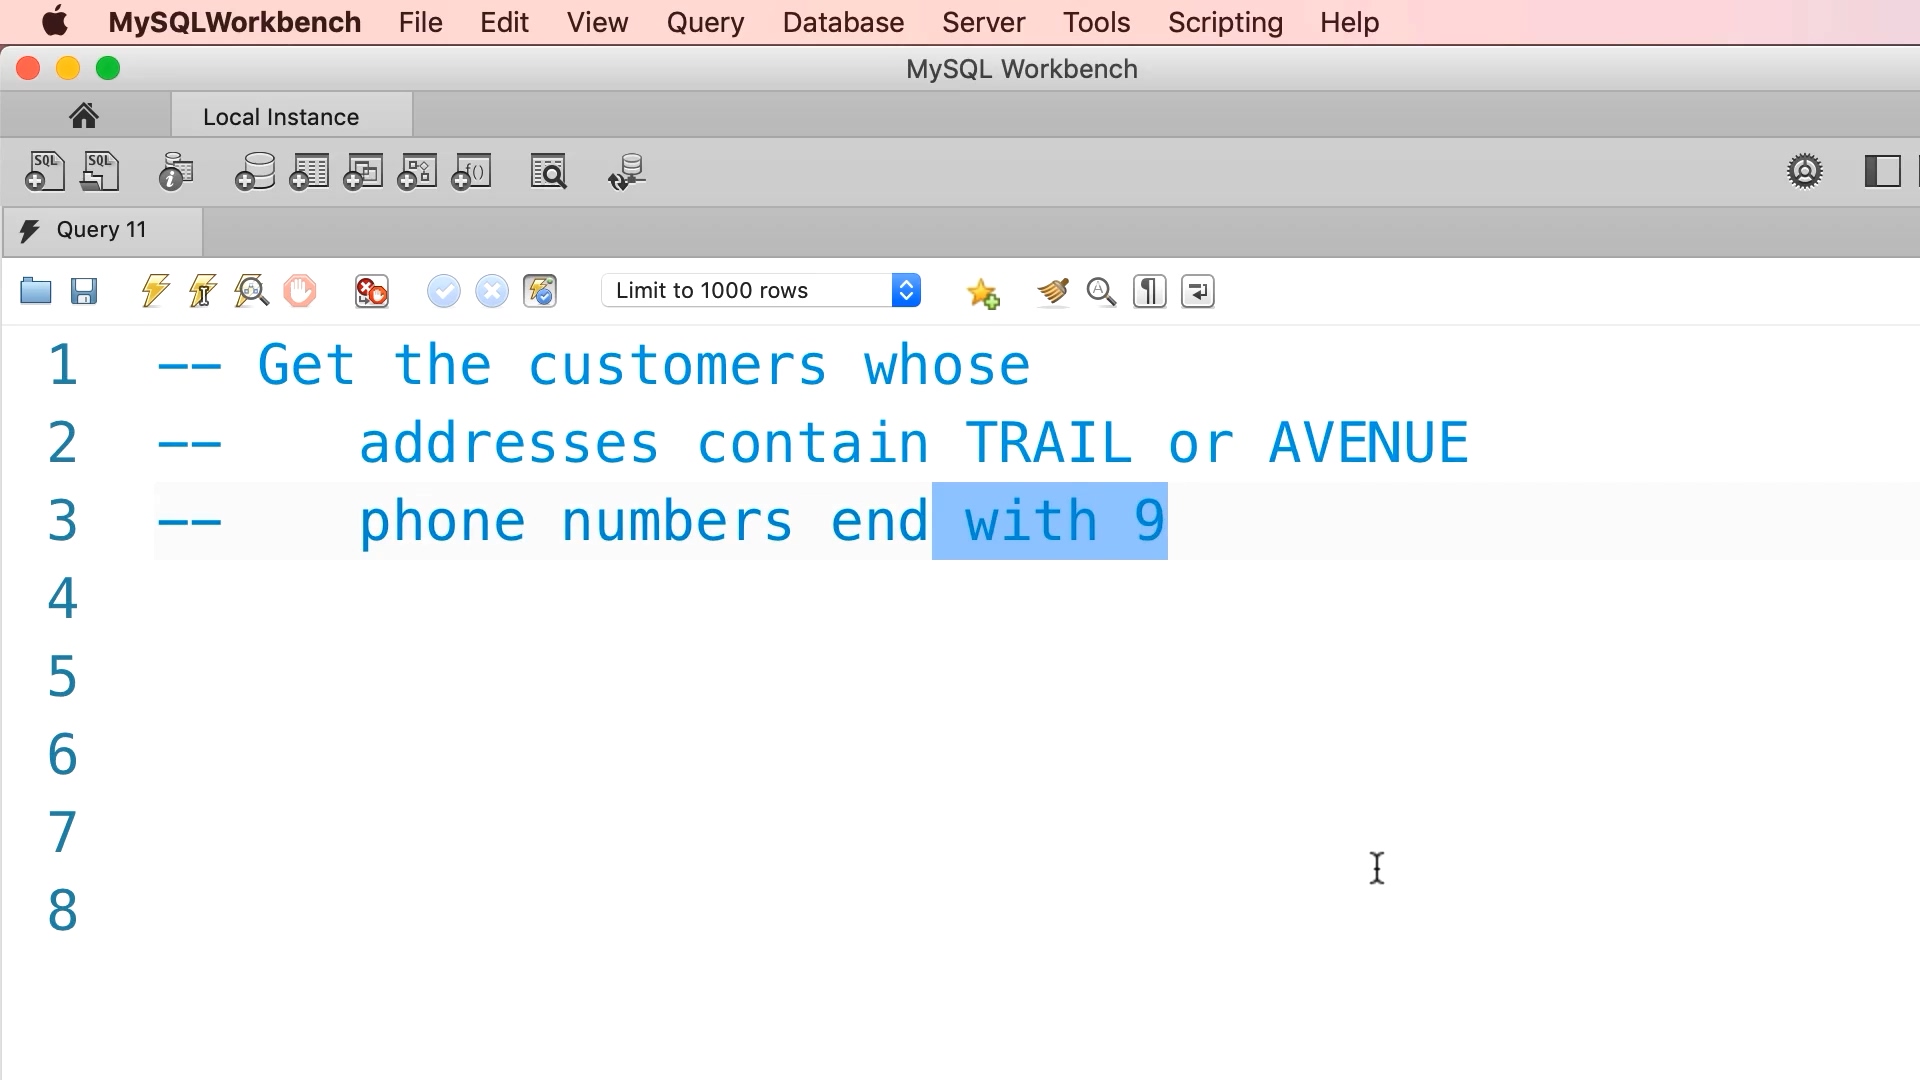 MySQLWorkbench File Edit View Query Database Server Tools Scripting Help
MySQL Workbench
Local Instance
SQL SQL f()
Query 11
Limit to 1000 rows
1 -- Get the customers whose
2 -- addresses contain TRAIL or AVENUE
3 -- phone numbers end with 9
4
5
6
7
8